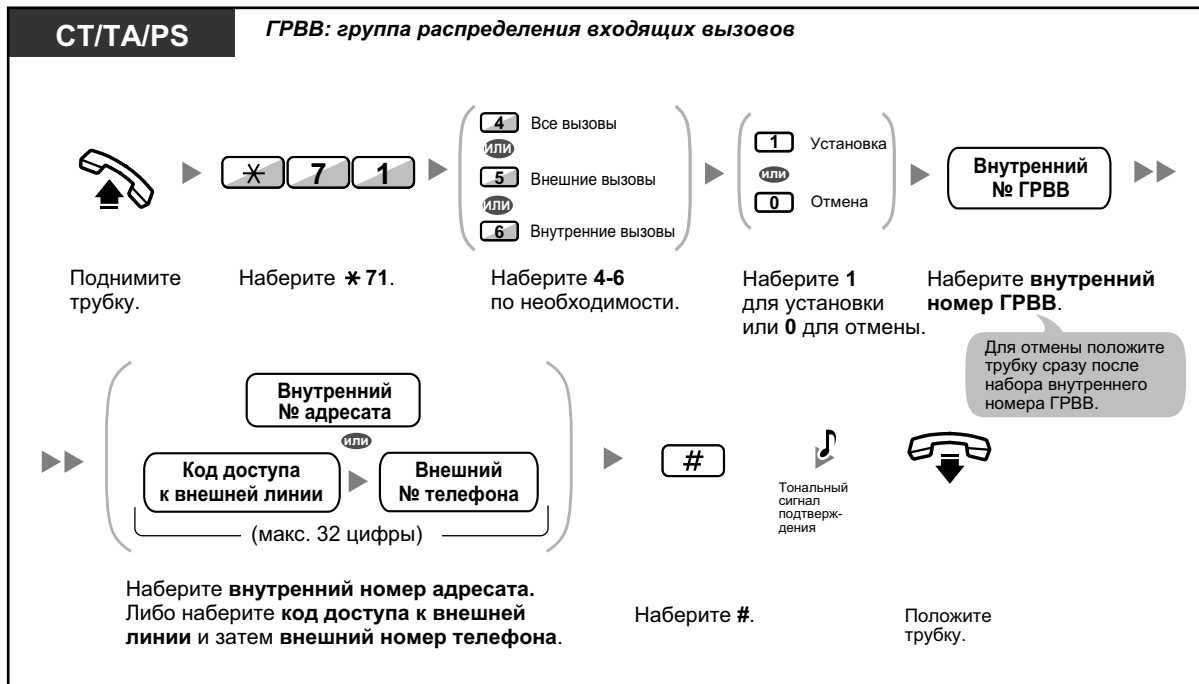 CT/TA/PS
ГРВВ: группа распределения входящих вызовов
* 7 1
4 Все вызовы
или
5 Внешние вызовы
или
6 Внутренние вызовы
1 Установка
или
0 Отмена
Внутренний
№ ГРВВ
Поднимите
трубку.
Наберите * 71.
Наберите 4-6
по необходимости.
Наберите 1
для установки
или 0 для отмены.
Наберите внутренний
номер ГРВВ.
Для отмены положите
трубку сразу после
набора внутреннего
номера ГРВВ.
Внутренний
№ адресата
или
Код доступа
к внешней линии
Внешний
№ телефона
(макс. 32 цифры)
#
Тональный
сигнал
подтверж-
дения
Наберите внутренний номер адресата.
Либо наберите код доступа к внешней
линии и затем внешний номер телефона.
Наберите #.
Положите
трубку.